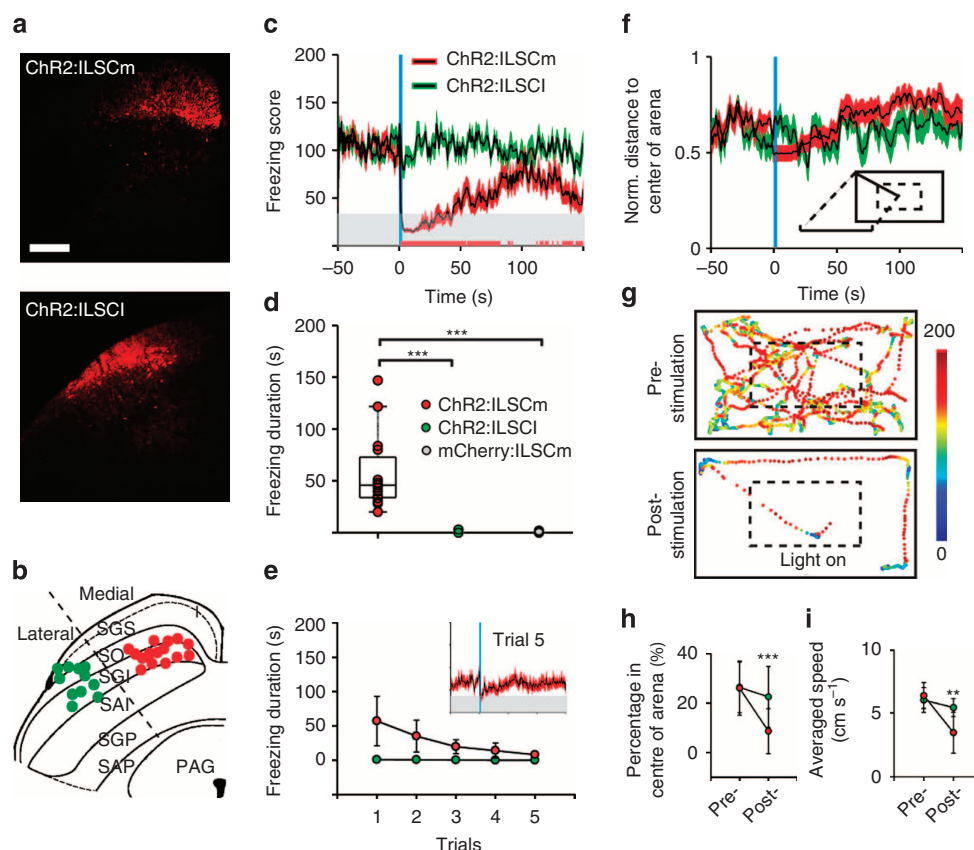 a
ChR2:ILSCm
ChR2:ILSCl
b
Medial
Lateral
SGS
SO
SGI
SAI
SGP
SAP
PAG
c
ChR2:ILSCm
ChR2:ILSCl
Freezing score
200
150
100
50
–50
0
50
100
Time (s)
d
***
***
Freezing duration (s)
200
150
100
50
ChR2:ILSCm
ChR2:ILSCl
mCherry:ILSCm
e
Freezing duration (s)
200
150
100
50
0
Trial 5
1 2 3 4 5
Trials
f
Norm. distance to
center of arena
1
0.5
0
–50
0
50
100
Time (s)
g
Pre-
stimulation
Post-
stimulation
Light on
200
0
h
Percentage in
centre of arena (%)
40
20
0
***
Pre-
Post-
i
Averaged speed
(cm s⁻¹)
10
5
0
**
Pre-
Post-